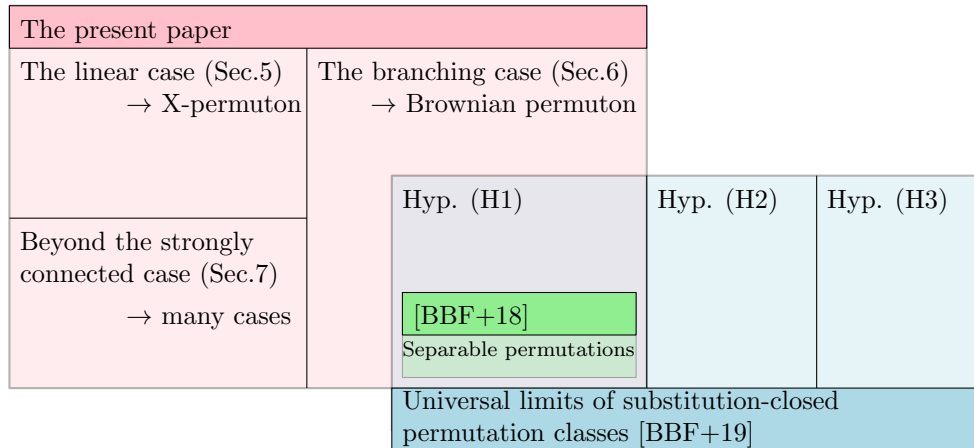 The present paper
The linear case (Sec.5)
→ X-permuton
The branching case (Sec.6)
→ Brownian permuton
Hyp. (H1)
Hyp. (H2)
Hyp. (H3)
Beyond the strongly
connected case (Sec.7)
→ many cases
[BBF+18]
Separable permutations
Universal limits of substitution-closed
permutation classes [BBF+19]